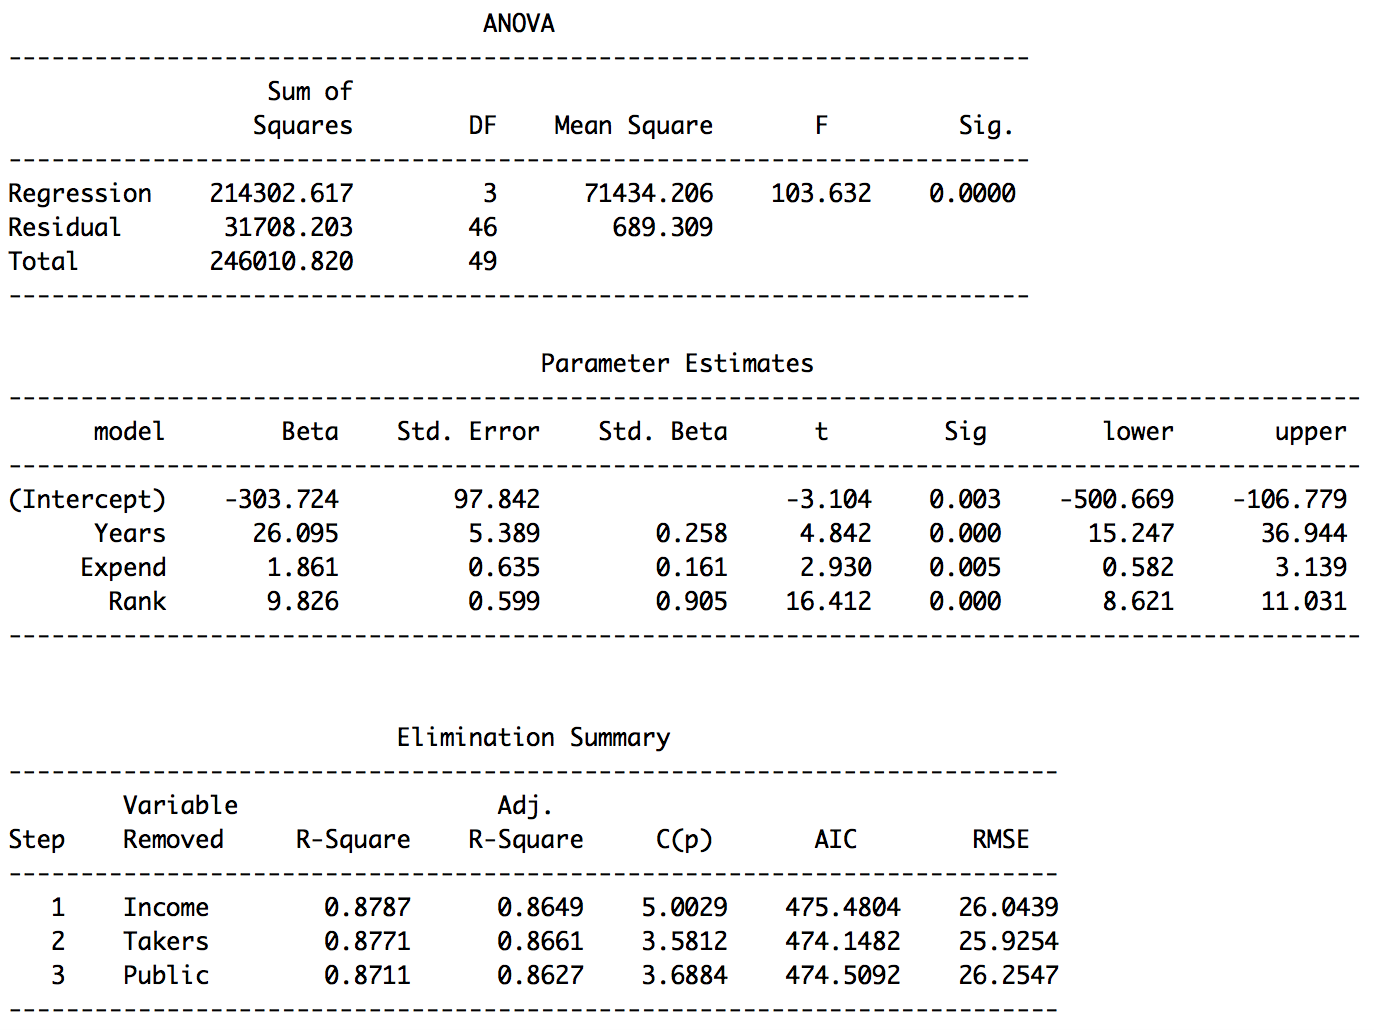 ANOVA
-----------------------------------------------------------------------
Sum of
Squares DF Mean Square F Sig.
-----------------------------------------------------------------------
Regression 214302.617 3 71434.206 103.632 0.0000
Residual 31708.203 46 689.309
Total 246010.820 49
-----------------------------------------------------------------------
Parameter Estimates
----------------------------------------------------------------------------------------------
model Beta Std. Error Std. Beta t Sig lower upper
----------------------------------------------------------------------------------------------
(Intercept) -303.724 97.842 -3.104 0.003 -500.669 -106.779
Years 26.095 5.389 0.258 4.842 0.000 15.247 36.944
Expend 1.861 0.635 0.161 2.930 0.005 0.582 3.139
Rank 9.826 0.599 0.905 16.412 0.000 8.621 11.031
----------------------------------------------------------------------------------------------
Elimination Summary
-------------------------------------------------------------------------
Variable Adj.
Step Removed R-Square R-Square C(p) AIC RMSE
-------------------------------------------------------------------------
1 Income 0.8787 0.8649 5.0029 475.4804 26.0439
2 Takers 0.8771 0.8661 3.5812 474.1482 25.9254
3 Public 0.8711 0.8627 3.6884 474.5092 26.2547
-------------------------------------------------------------------------